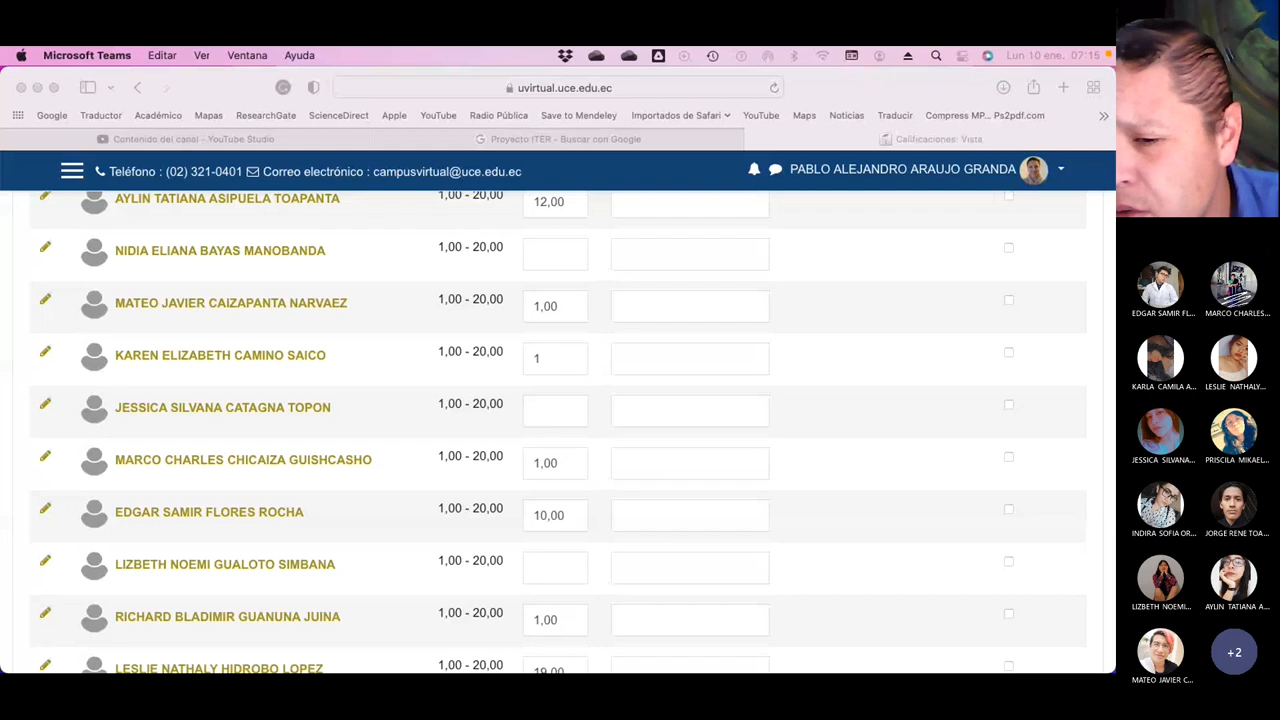 Microsoft Teams Editar Ver Ventana Ayuda Lun 10 ene. 07:15
uvirtual.uce.edu.ec
Google Traductor Académico Mapas ResearchGate ScienceDirect Apple YouTube Radio Pública Save to Mendeley Importados de Safari YouTube Maps Noticias Traducir Compress MP... Ps2pdf.com
Contenido del canal - YouTube Studio Proyecto ITER - Buscar con Google Calificaciones: Vista
Teléfono : (02) 321-0401 Correo electrónico : campusvirtual@uce.edu.ec PABLO ALEJANDRO ARAUJO GRANDA
AYLIN TATIANA ASIPUELA TOAPANTA 1,00 - 20,00 12,00
NIDIA ELIANA BAYAS MANOBANDA 1,00 - 20,00
MATEO JAVIER CAIZAPANTA NARVAEZ 1,00 - 20,00 1,00
KAREN ELIZABETH CAMINO SAICO 1,00 - 20,00 1
JESSICA SILVANA CATAGNA TOPON 1,00 - 20,00
MARCO CHARLES CHICAIZA GUISHCASHO 1,00 - 20,00 1,00
EDGAR SAMIR FLORES ROCHA 1,00 - 20,00 10,00
LIZBETH NOEMI GUALOTO SIMBANA 1,00 - 20,00
RICHARD BLADIMIR GUANUNA JUINA 1,00 - 20,00 1,00
LESLIE NATHALY HIDROBO LOPEZ 1,00 - 20,00 19,00
EDGAR SAMIR FL... MARCO CHARLES...
KARLA CAMILA A... LESLIE NATHALY...
JESSICA SILVANA... PRISCILA MIKAEL...
INDIRA SOFIA OR... JORGE RENE TOA...
LIZBETH NOEMI... AYLIN TATIANA A...
MATEO JAVIER C... +2